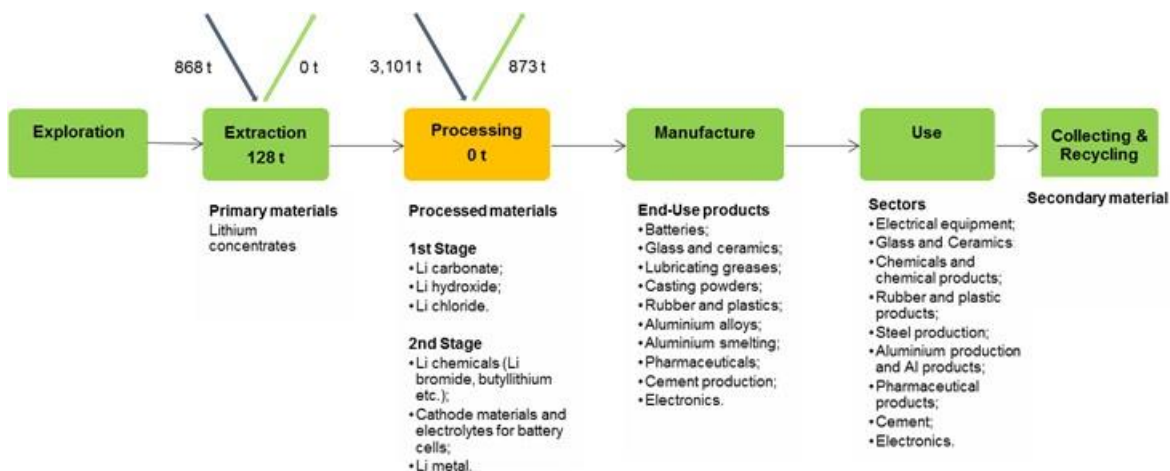 868 t
0 t
3,101 t
873 t
Exploration
Extraction
128 t
Processing
0 t
Manufacture
Use
Collecting &
Recycling
Primary materials
Lithium
concentrates
Processed materials
1st Stage
•Li carbonate;
•Li hydroxide;
•Li chloride.
2nd Stage
•Li chemicals (Li
bromide, butyllithium
etc.);
•Cathode materials and
electrolytes for battery
cells;
•Li metal.
End-Use products
•Batteries;
•Glass and ceramics;
•Lubricating greases;
•Casting powders;
•Rubber and plastics;
•Aluminium alloys;
•Aluminium smelting;
•Pharmaceuticals;
•Cement production;
•Electronics.
Sectors
•Electrical equipment;
•Glass and Ceramics
•Chemicals and
chemical products;
•Rubber and plastic
products;
•Steel production;
•Aluminium production
and Al products;
•Pharmaceutical
products;
•Cement;
•Electronics.
Secondary material